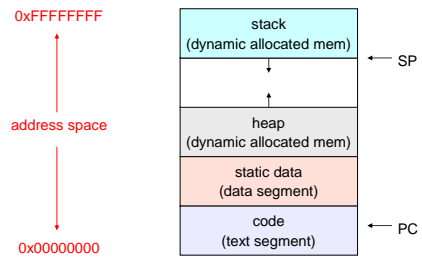 0xFFFFFFFF
stack
(dynamic allocated mem)
SP
address space
heap
(dynamic allocated mem)
static data
(data segment)
code
(text segment)
PC
0x00000000